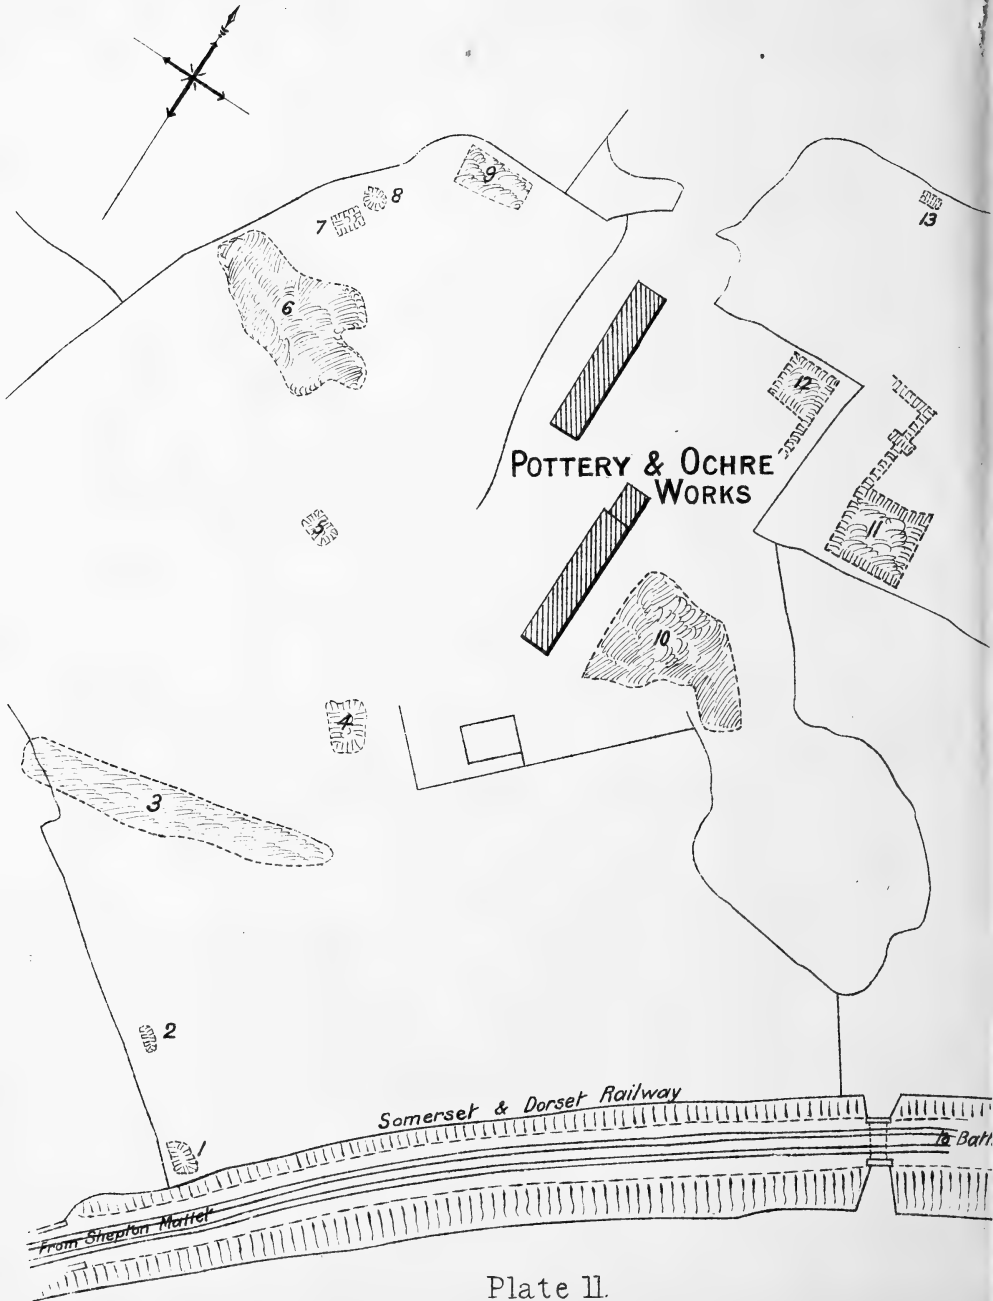 9
8
7
13
6
12
POTTERY & OCHRE
WORKS
5
11
10
4
3
2
Somerset & Dorset Railway
1
to Bath
From Shepton Mallet
Plate 11.